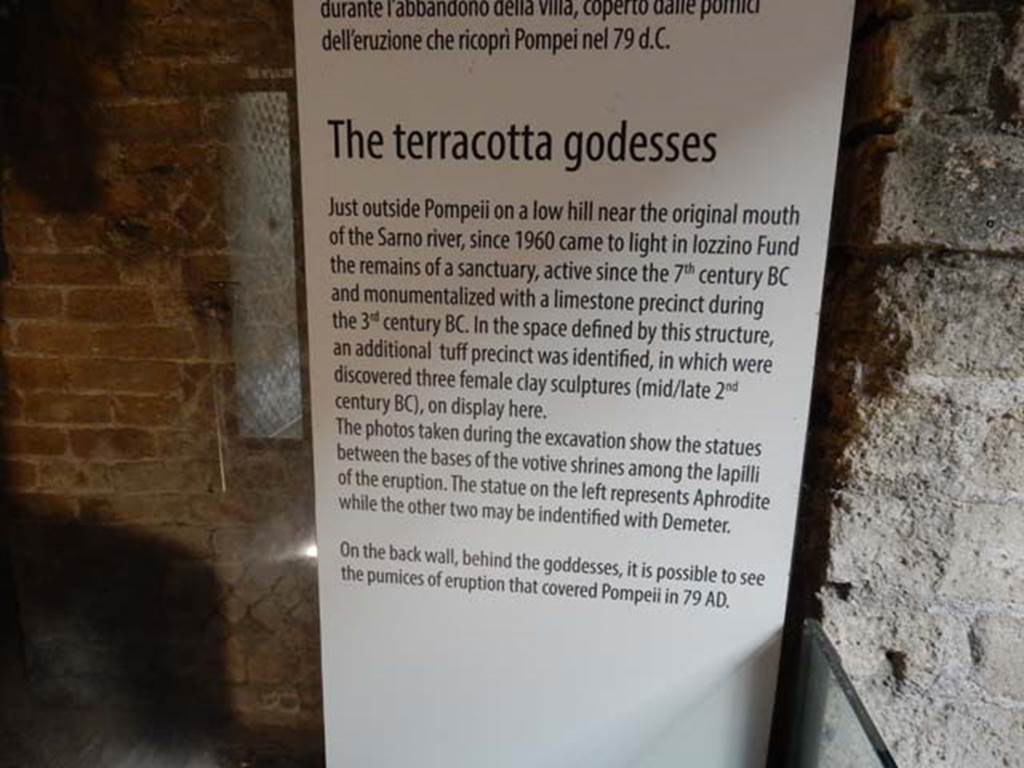 durante l'abbandono della villa, coperto dalle pomici
dell'eruzione che ricoprì Pompei nel 79 d.C.
The terracotta godesses
Just outside Pompeii on a low hill near the original mouth
of the Sarno river, since 1960 came to light in Iozzino Fund
the remains of a sanctuary, active since the 7th century BC
and monumentalized with a limestone precinct during
the 3rd century BC. In the space defined by this structure,
an additional tuff precinct was identified, in which were
discovered three female clay sculptures (mid/late 2nd
century BC), on display here.
The photos taken during the excavation show the statues
between the bases of the votive shrines among the lapilli
of the eruption. The statue on the left represents Aphrodite
while the other two may be indentified with Demeter.
On the back wall, behind the goddesses, it is possible to see
the pumices of eruption that covered Pompeii in 79 AD.